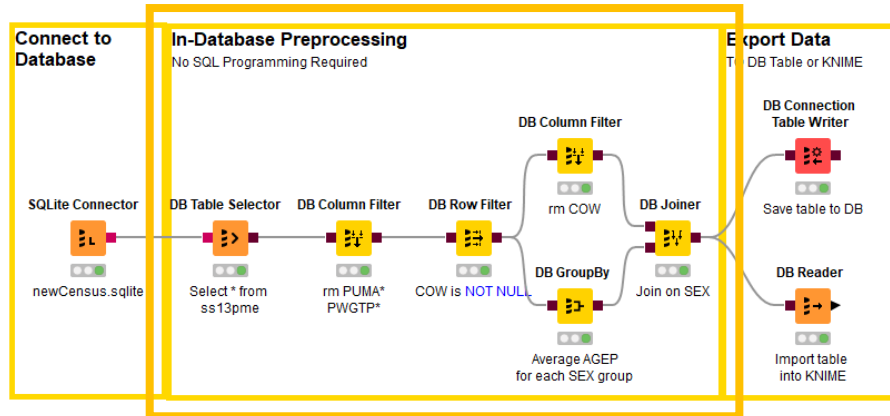 Connect to
Database
In-Database Preprocessing
No SQL Programming Required
Export Data
TO DB Table or KNIME
SQLite Connector
newCensus.sqlite
DB Table Selector
Select * from
ss13pme
DB Column Filter
rm PUMA*
PWGTP*
DB Row Filter
COW is NOT NULL
DB Column Filter
rm COW
DB GroupBy
Average AGEP
for each SEX group
DB Joiner
Join on SEX
DB Connection
Table Writer
Save table to DB
DB Reader
Import table
into KNIME